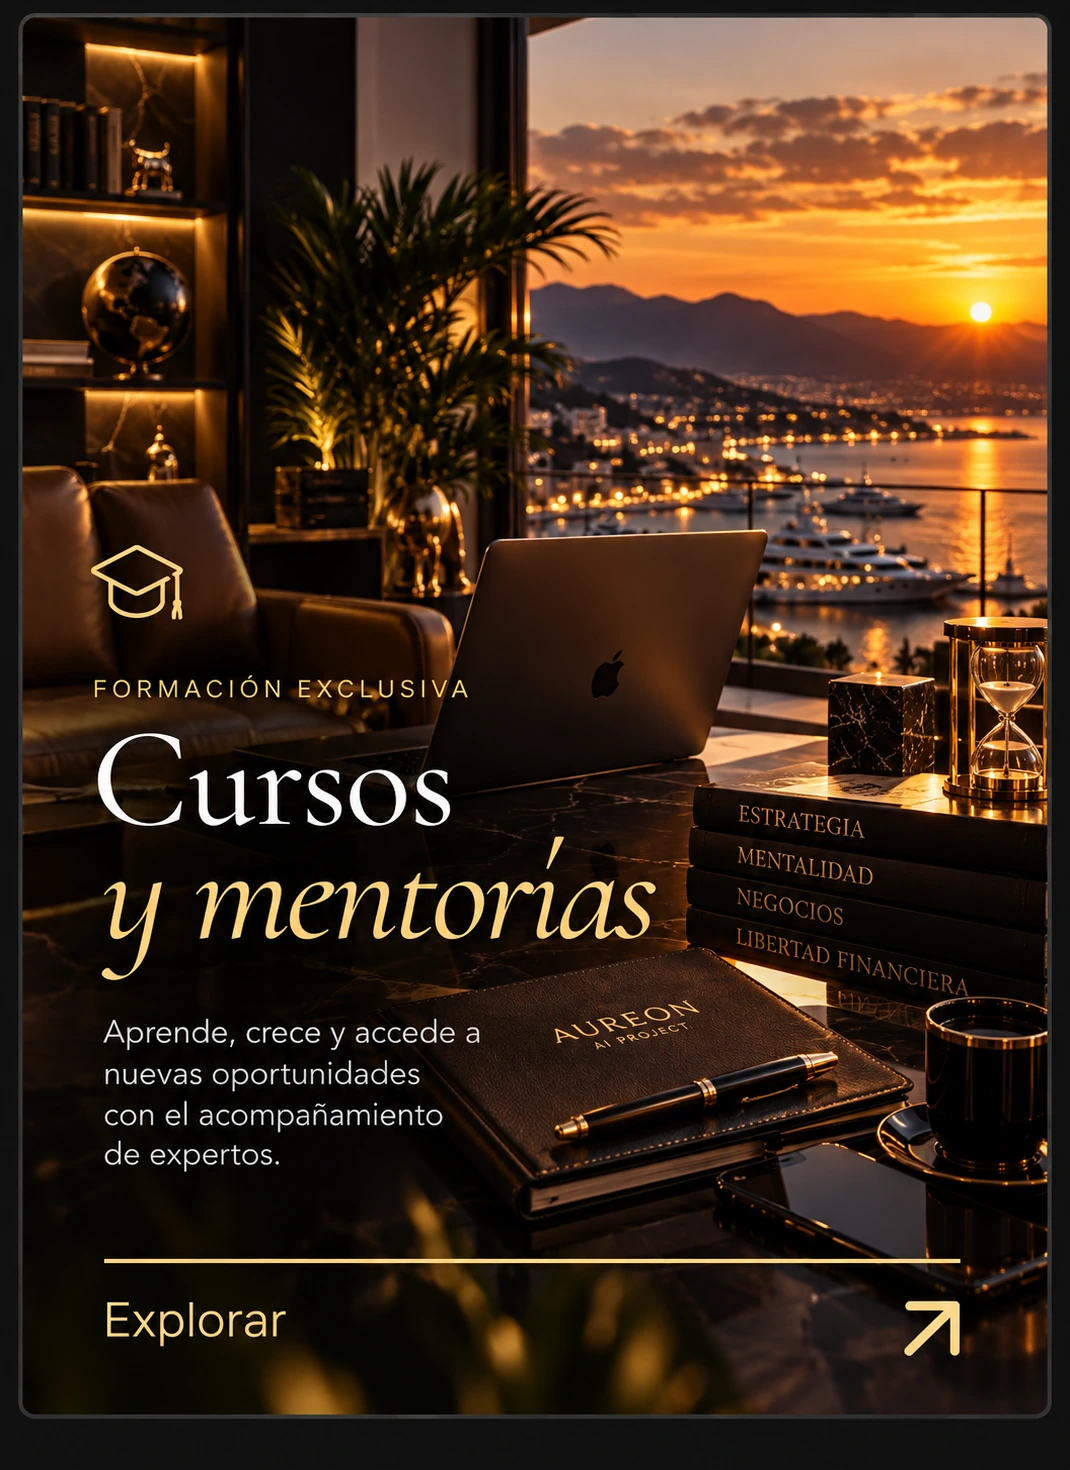 FORMACIÓN EXCLUSIVA
Cursos
y mentorías
ESTRATEGIA
MENTALIDAD
NEGOCIOS
LIBERTAD FINANCIERA
AUREON
AI PROJECT
Aprende, crece y accede a
nuevas oportunidades
con el acompañamiento
de expertos.
Explorar